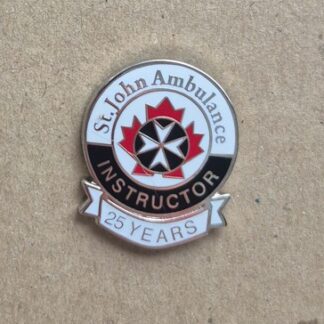 St. John Ambulance
INSTRUCTOR
25 YEARS